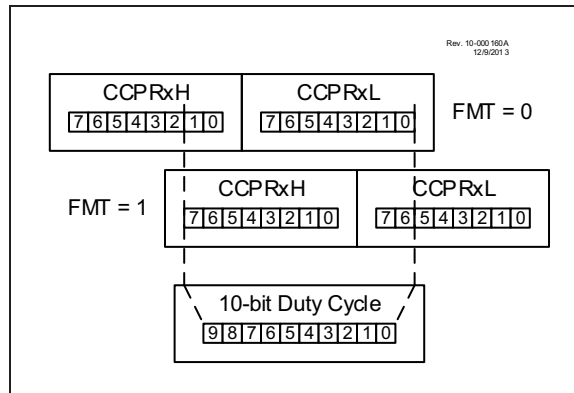 Rev. 10-000 160A
12/9/201 3
CCPRxH CCPRxL
7 6 5 4 3 2 1 0 7 6 5 4 3 2 1 0 FMT = 0
CCPRxH CCPRxL
FMT = 1 7 6 5 4 3 2 1 0 7 6 5 4 3 2 1 0
10-bit Duty Cycle
9 8 7 6 5 4 3 2 1 0